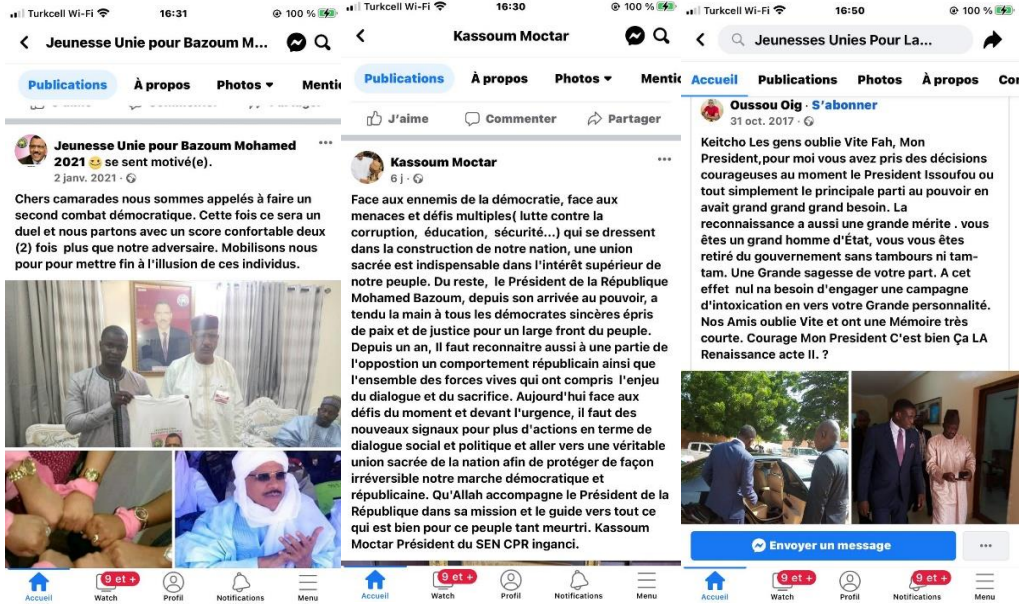 Turkcell Wi-Fi 16:31 100 %
Jeunesse Unie pour Bazoum M...
Publications À propos Photos Mentic
Jeunesse Unie pour Bazoum Mohamed
2021 😄 se sent motivé(e).
2 janv. 2021 ·
Chers camarades nous sommes appelés à faire un
second combat démocratique. Cette fois ce sera un
duel et nous partons avec un score confortable deux
(2) fois plus que notre adversaire. Mobilisons nous
pour pour mettre fin à l'illusion de ces individus.
Accueil 9 et + Watch Profil Notifications Menu
Turkcell Wi-Fi 16:30 100 %
Kassoum Moctar
Publications À propos Photos Mentic
J'aime Commenter Partager
Kassoum Moctar
6 j ·
Face aux ennemis de la démocratie, face aux
menaces et défis multiples( lutte contre la
corruption, éducation, sécurité...) qui se dressent
dans la construction de notre nation, une union
sacrée est indispensable dans l'intérêt supérieur de
notre peuple. Du reste, le Président de la République
Mohamed Bazoum, depuis son arrivée au pouvoir, a
tendu la main à tous les démocrates sincères épris
de paix et de justice pour un large front du peuple.
Depuis un an, Il faut reconnaitre aussi à une partie de
l'oppostion un comportement républicain ainsi que
l'ensemble des forces vives qui ont compris l'enjeu
du dialogue et du sacrifice. Aujourd'hui face aux
défis du moment et devant l'urgence, il faut des
nouveaux signaux pour plus d'actions en terme de
dialogue social et politique et aller vers une véritable
union sacrée de la nation afin de protéger de façon
irréversible notre marche démocratique et
républicaine. Qu'Allah accompagne le Président de la
République dans sa mission et le guide vers tout ce
qui est bien pour ce peuple tant meurtri. Kassoum
Moctar Président du SEN CPR inganci.
Accueil 9 et + Watch Profil Notifications Menu
Turkcell Wi-Fi 16:50 100 %
Jeunesses Unies Pour La...
Accueil Publications Photos À propos Cor
Oussou Oig · S'abonner
31 oct. 2017 ·
Keitcho Les gens oublie Vite Fah, Mon
President,pour moi vous avez pris des décisions
courageuses au moment le President Issoufou ou
tout simplement le principale parti au pouvoir en
avait grand grand grand besoin. La
reconnaissance a aussi une grande mérite . vous
êtes un grand homme d'État, vous vous êtes
retiré du gouvernement sans tambours ni tam-
tam. Une Grande sagesse de votre part. A cet
effet nul na besoin d'engager une campagne
d'intoxication en vers votre Grande personnalité.
Nos Amis oublie Vite et ont une Mémoire très
courte. Courage Mon President C'est bien Ça LA
Renaissance acte II. ?
Envoyer un message
Accueil 9 et + Watch Profil 9 et + Notifications Menu